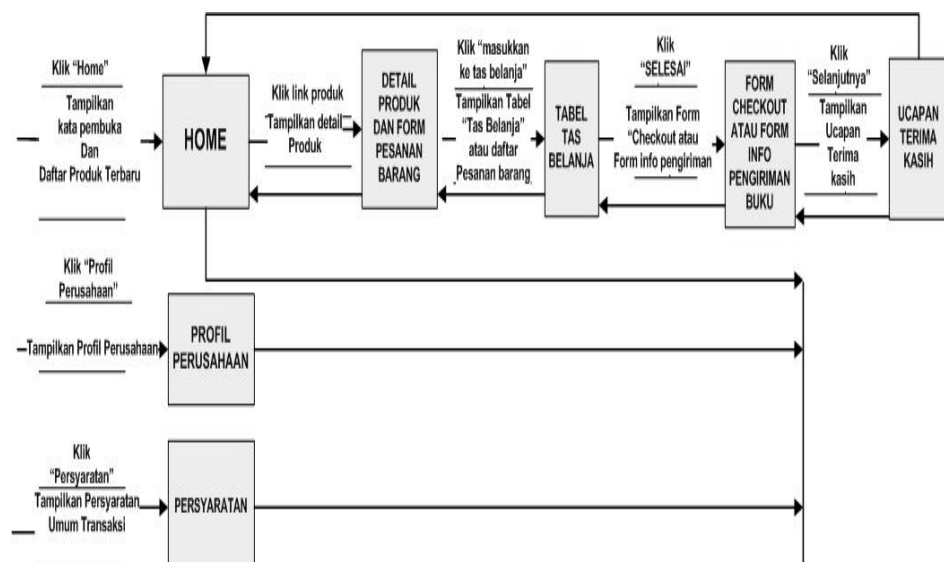 Klik “Home”
Tampilkan
kata pembuka
Dan
Daftar Produk Terbaru
HOME
Klik link produk
Tampilkan detail
Produk
DETAIL
PRODUK
DAN FORM
PESANAN
BARANG
Klik “masukkan
ke tas belanja”
Tampilkan Tabel
“Tas Belanja”
atau daftar
Pesanan barang
TABEL
TAS
BELANJA
Klik
“SELESAI”
Tampilkan Form
“Checkout atau
Form info pengiriman
FORM
CHECKOUT
ATAU FORM
INFO
PENGIRIMAN
BUKU
Klik
“Selanjutnya”
Tampilkan
Ucapan
Terima
kasih
UCAPAN
TERIMA
KASIH
Klik “Profil
Perusahaan”
Tampilkan Profil Perusahaan
PROFIL
PERUSAHAAN
Klik
“Persyaratan”
Tampilkan Persyaratan
Umum Transaksi
PERSYARATAN